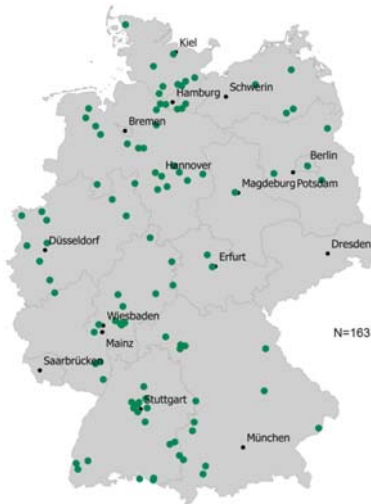 Kiel
Schwerin
Hamburg
Bremen
Berlin
Hannover
Magdeburg Potsdam
Düsseldorf
Dresden
Erfurt
Wiesbaden
N=163
Mainz
Saarbrücken
Stuttgart
München